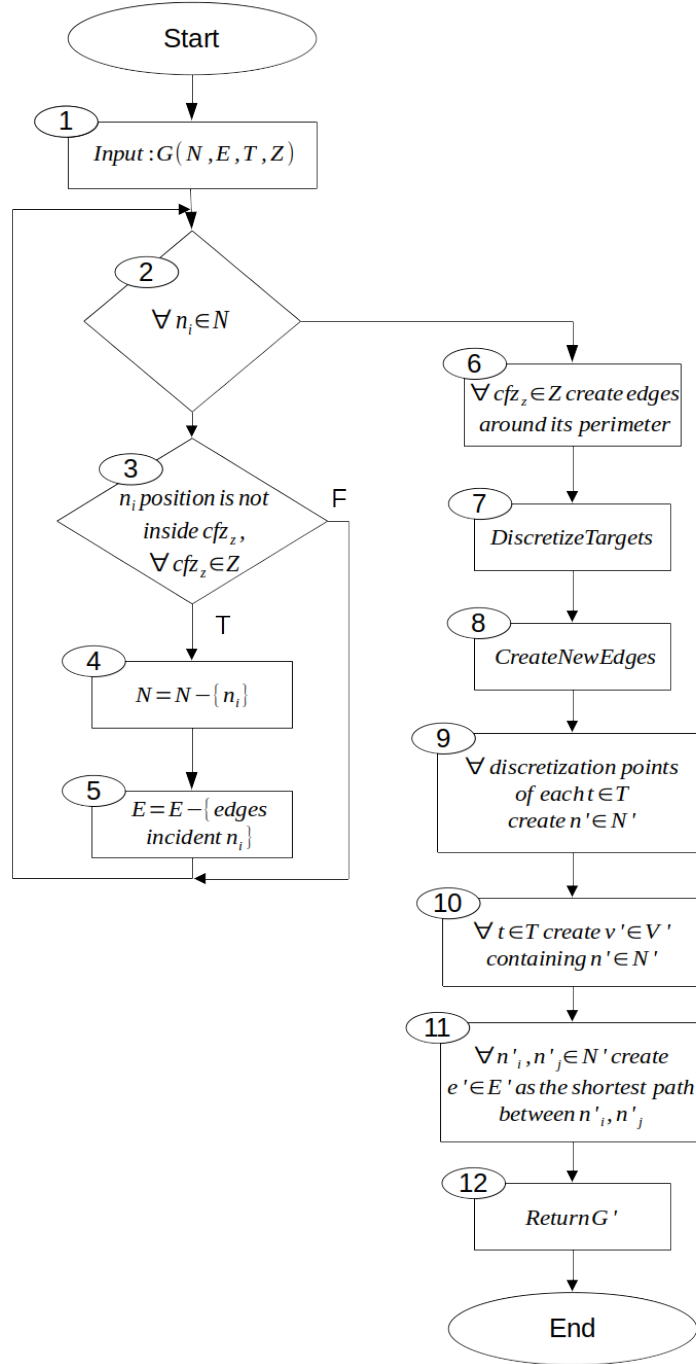 Start
1
Input : G( N , E , T , Z )
2
∀ n_i ∈ N
3
n_i position is not
inside cfz_z ,
∀ cfz_z ∈ Z
F
T
4
N = N − { n_i }
5
E = E − { edges
incident n_i }
6
∀ cfz_z ∈ Z create edges
around its perimeter
7
DiscretizeTargets
8
CreateNewEdges
9
∀ discretization points
of each t ∈ T
create n ' ∈ N '
10
∀ t ∈ T create v ' ∈ V '
containing n ' ∈ N '
11
∀ n '_i , n '_j ∈ N ' create
e ' ∈ E ' as the shortest path
between n '_i , n '_j
12
Return G '
End